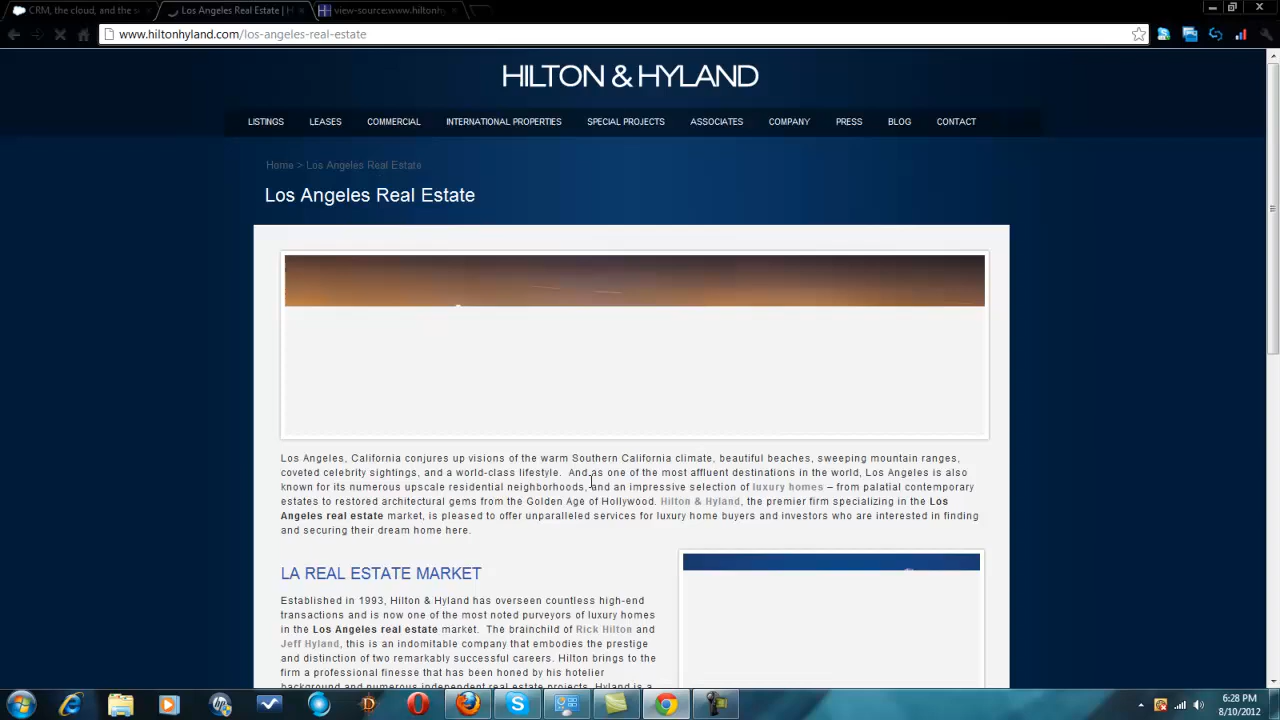 CRM, the cloud, and the s
Los Angeles Real Estate | H
view-source:www.hiltonhy
www.hiltonhyland.com/los-angeles-real-estate
HILTON & HYLAND
LISTINGS LEASES COMMERCIAL INTERNATIONAL PROPERTIES SPECIAL PROJECTS ASSOCIATES COMPANY PRESS BLOG CONTACT
Home > Los Angeles Real Estate
Los Angeles Real Estate
Los Angeles, California conjures up visions of the warm Southern California climate, beautiful beaches, sweeping mountain ranges,
coveted celebrity sightings, and a world-class lifestyle. And as one of the most affluent destinations in the world, Los Angeles is also
known for its numerous upscale residential neighborhoods, and an impressive selection of luxury homes – from palatial contemporary
estates to restored architectural gems from the Golden Age of Hollywood. Hilton & Hyland, the premier firm specializing in the Los
Angeles real estate market, is pleased to offer unparalleled services for luxury home buyers and investors who are interested in finding
and securing their dream home here.
LA REAL ESTATE MARKET
Established in 1993, Hilton & Hyland has overseen countless high-end
transactions and is now one of the most noted purveyors of luxury homes
in the Los Angeles real estate market. The brainchild of Rick Hilton and
Jeff Hyland, this is an indomitable company that embodies the prestige
and distinction of two remarkably successful careers. Hilton brings to the
firm a professional finesse that has been honed by his hotelier
background and numerous independent real estate projects. Hyland is a
6:28 PM
8/10/2012